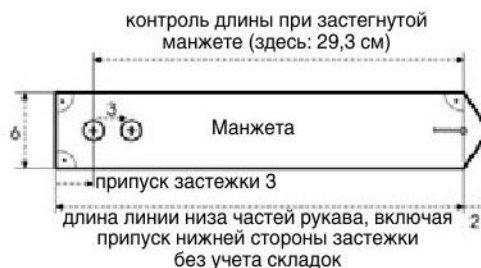 контроль длины при застегнутой
манжете (здесь: 29,3 см)
3
6
Манжета
припуск застежки 3
длина линии низа частей рукава, включая 2
припуск нижней стороны застежки
без учета складок